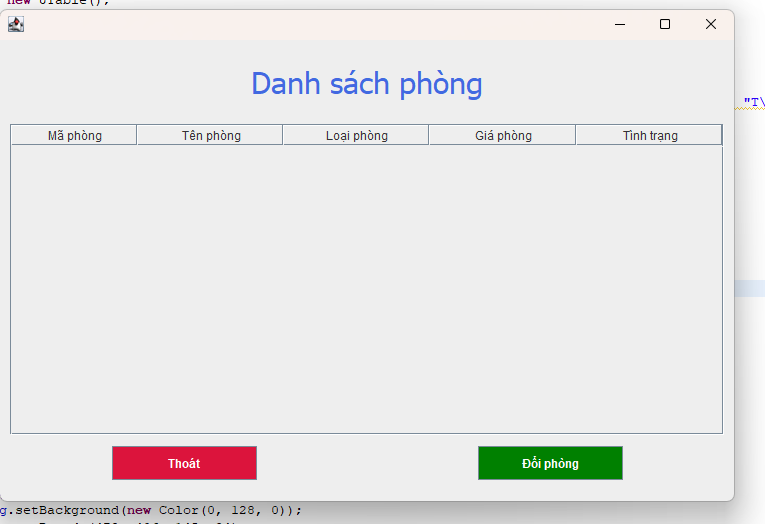 new JTable();
Danh sách phòng
"T\
Mã phòng Tên phòng Loại phòng Giá phòng Tình trạng
Thoát Đổi phòng
g.setBackground(new Color(0, 128, 0));